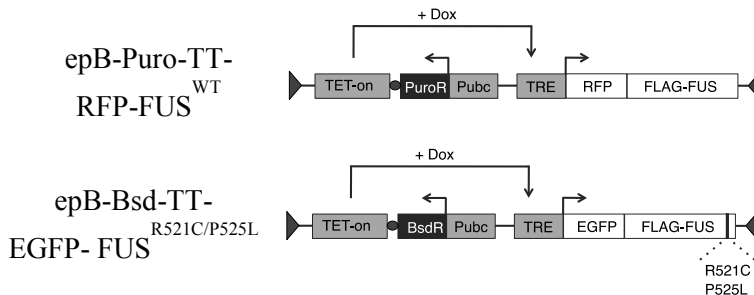 + Dox
epB-Puro-TT-
RFP-FUS WT
TET-on PuroR Pubc TRE RFP FLAG-FUS
+ Dox
epB-Bsd-TT-
EGFP- FUS R521C/P525L
TET-on BsdR Pubc TRE EGFP FLAG-FUS
R521C
P525L